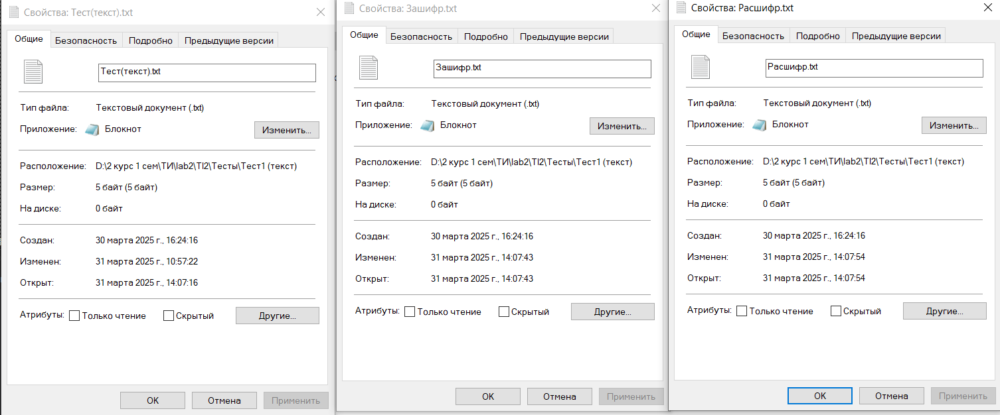 Свойства: Тест(текст).txt
Общие Безопасность Подробно Предыдущие версии
Тест(текст).txt
Тип файла: Текстовый документ (.txt)
Приложение: Блокнот Изменить...
Расположение: D:\2 курс 1 сем\ТИ\lab2\TI2\Тесты\Тест1 (текст)
Размер: 5 байт (5 байт)
На диске: 0 байт
Создан: 30 марта 2025 г., 16:24:16
Изменен: 31 марта 2025 г., 10:57:22
Открыт: 31 марта 2025 г., 14:07:16
Атрибуты: Только чтение Скрытый Другие...
ОК Отмена Применить
Свойства: Зашифр.txt
Общие Безопасность Подробно Предыдущие версии
Зашифр.txt
Тип файла: Текстовый документ (.txt)
Приложение: Блокнот Изменить...
Расположение: D:\2 курс 1 сем\ТИ\lab2\TI2\Тесты\Тест1 (текст)
Размер: 5 байт (5 байт)
На диске: 0 байт
Создан: 30 марта 2025 г., 16:24:16
Изменен: 31 марта 2025 г., 14:07:43
Открыт: 31 марта 2025 г., 14:07:43
Атрибуты: Только чтение Скрытый Другие...
ОК Отмена Применить
Свойства: Расшифр.txt
Общие Безопасность Подробно Предыдущие версии
Расшифр.txt
Тип файла: Текстовый документ (.txt)
Приложение: Блокнот Изменить...
Расположение: D:\2 курс 1 сем\ТИ\lab2\TI2\Тесты\Тест1 (текст)
Размер: 5 байт (5 байт)
На диске: 0 байт
Создан: 30 марта 2025 г., 16:24:16
Изменен: 31 марта 2025 г., 14:07:54
Открыт: 31 марта 2025 г., 14:07:54
Атрибуты: Только чтение Скрытый Другие...
ОК Отмена Применить